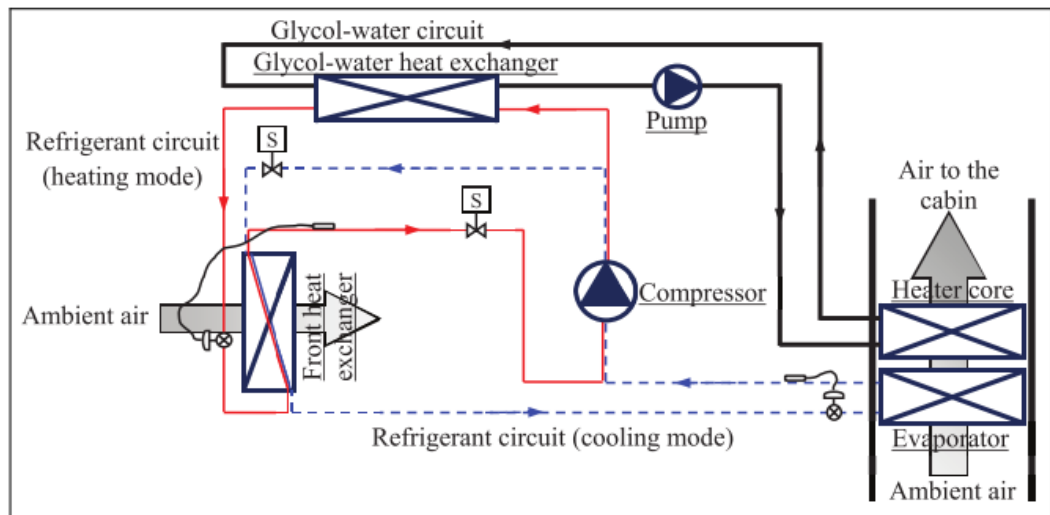 Glycol-water circuit
Glycol-water heat exchanger
Pump
Refrigerant circuit
(heating mode)
S
S
Air to the
cabin
Heater core
Compressor
Ambient air
Front heat
exchanger
Refrigerant circuit (cooling mode)
Evaporator
Ambient air